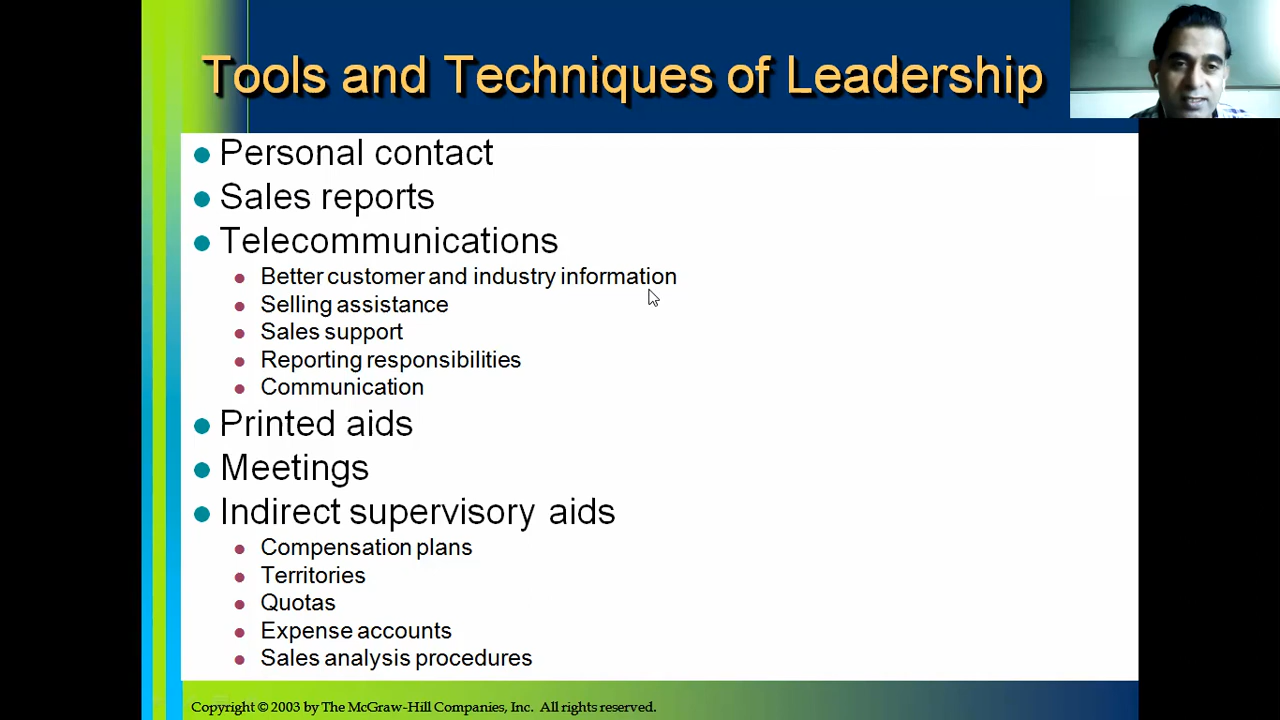 Tools and Techniques of Leadership
Personal contact
Sales reports
Telecommunications
Better customer and industry information
Selling assistance
Sales support
Reporting responsibilities
Communication
Printed aids
Meetings
Indirect supervisory aids
Compensation plans
Territories
Quotas
Expense accounts
Sales analysis procedures
Copyright © 2003 by The McGraw-Hill Companies, Inc. All rights reserved.